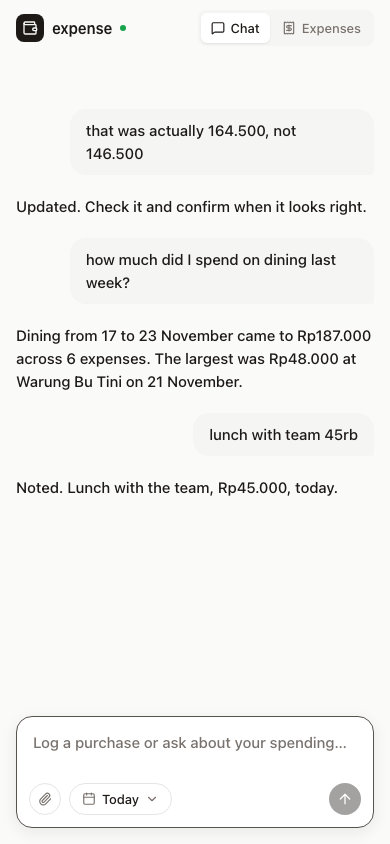 expense
Chat
Expenses
that was actually 164.500, not
146.500
Updated. Check it and confirm when it looks right.
how much did I spend on dining last
week?
Dining from 17 to 23 November came to Rp187.000
across 6 expenses. The largest was Rp48.000 at
Warung Bu Tini on 21 November.
lunch with team 45rb
Noted. Lunch with the team, Rp45.000, today.
Log a purchase or ask about your spending...
Today